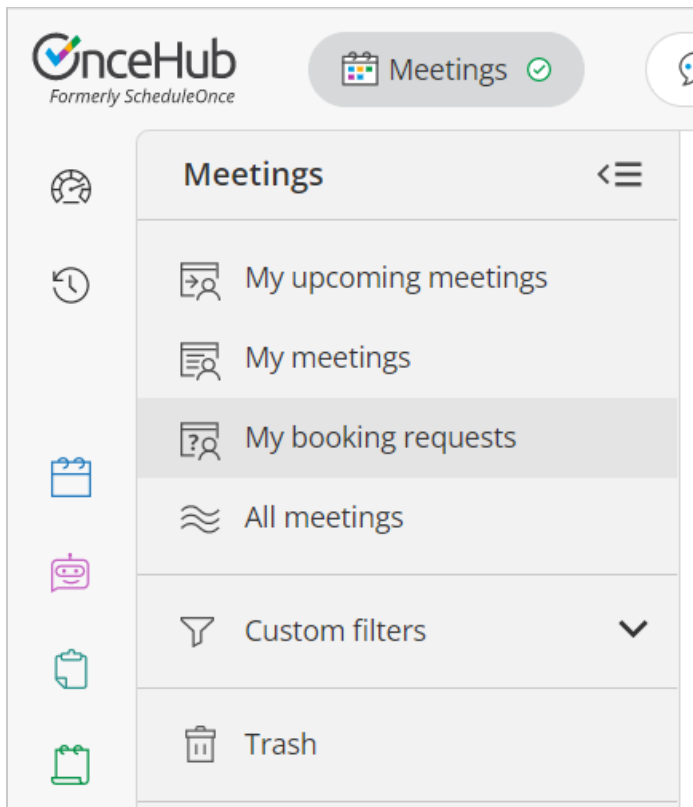 OnceHub
Formerly ScheduleOnce
Meetings
Meetings
My upcoming meetings
My meetings
?
My booking requests
All meetings
Custom filters
Trash